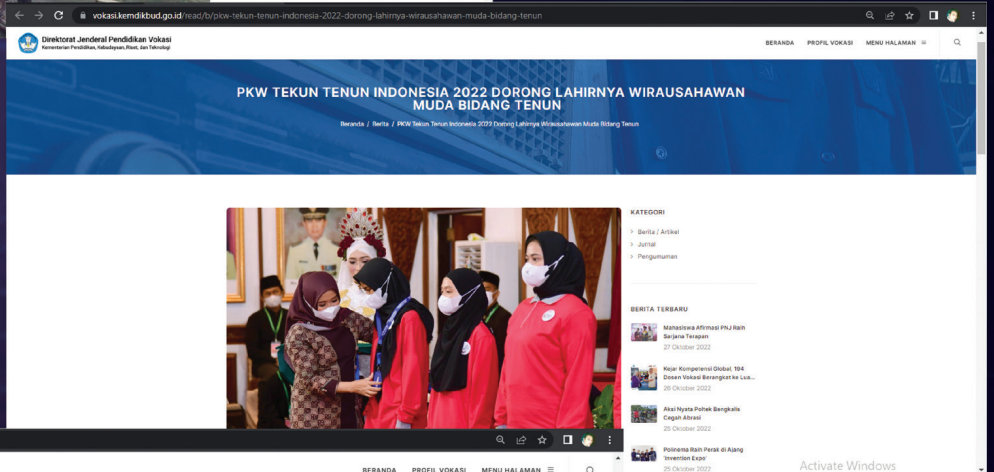 vokasi.kemdikbud.go.id/read/b/pkw-tekun-tenun-indonesia-2022-dorong-lahirnya-wirausahawan-muda-bidang-tenun
Direktorat Jenderal Pendidikan Vokasi
Kementerian Pendidikan, Kebudayaan, Riset, dan Teknologi
BERANDA PROFIL VOKASI MENU HALAMAN
PKW TEKUN TENUN INDONESIA 2022 DORONG LAHIRNYA WIRAUSAHAWAN
MUDA BIDANG TENUN
Beranda / Berita / PKW Tekun Tenun Indonesia 2022 Dorong Lahirnya Wirausahawan Muda Bidang Tenun
KATEGORI
> Berita / Artikel
> Jurnal
> Pengumuman
BERITA TERBARU
Mahasiswa Afirmasi PNJ Raih
Sarjana Terapan
27 Oktober 2022
Kejar Kompetensi Global, 194
Dosen Vokasi Berangkat ke Lua...
26 Oktober 2022
Aksi Nyata Poltek Bengkalis
Cegah Abrasi
25 Oktober 2022
Polinema Raih Perak di Ajang
'Invention Expo'
25 Oktober 2022
BERANDA PROFIL VOKASI MENU HALAMAN
Activate Windows